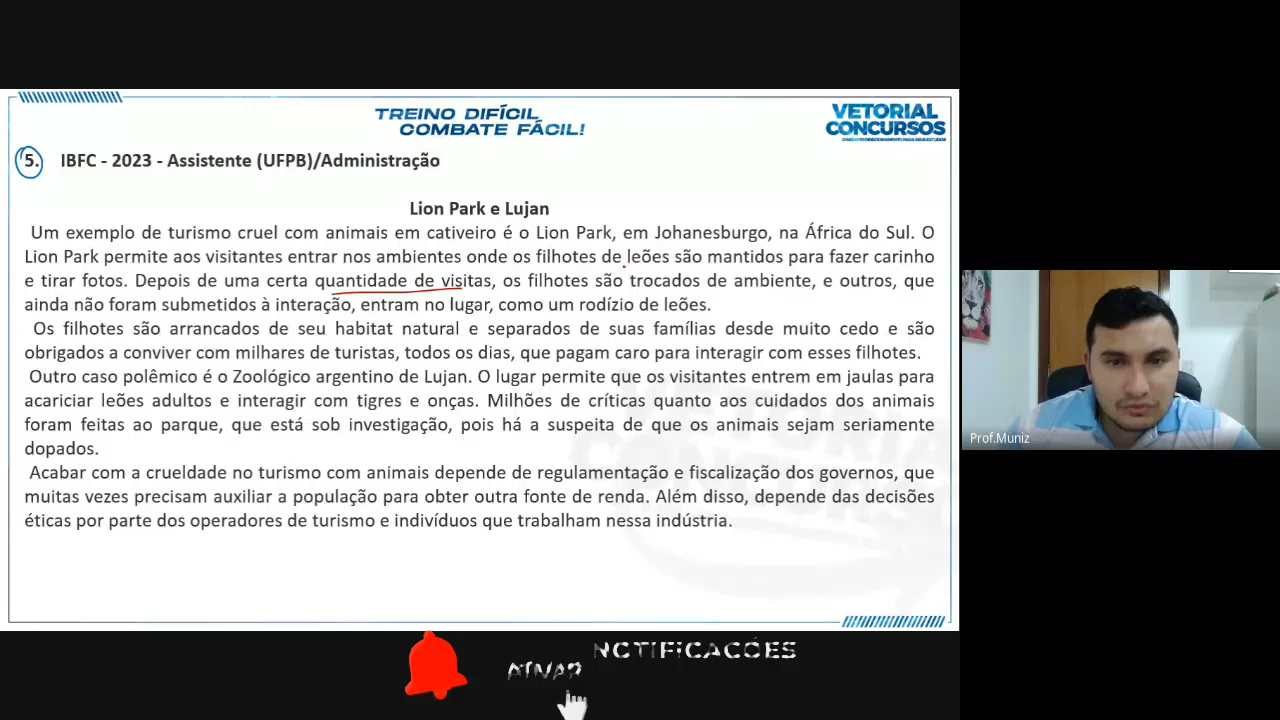 TREINO DIFÍCIL
COMBATE FÁCIL!
VETORIAL
CONCURSOS
5. IBFC - 2023 - Assistente (UFPB)/Administração
Lion Park e Lujan
Um exemplo de turismo cruel com animais em cativeiro é o Lion Park, em Johanesburgo, na África do Sul. O
Lion Park permite aos visitantes entrar nos ambientes onde os filhotes de leões são mantidos para fazer carinho
e tirar fotos. Depois de uma certa quantidade de visitas, os filhotes são trocados de ambiente, e outros, que
ainda não foram submetidos à interação, entram no lugar, como um rodízio de leões.
Os filhotes são arrancados de seu habitat natural e separados de suas famílias desde muito cedo e são
obrigados a conviver com milhares de turistas, todos os dias, que pagam caro para interagir com esses filhotes.
Outro caso polêmico é o Zoológico argentino de Lujan. O lugar permite que os visitantes entrem em jaulas para
acariciar leões adultos e interagir com tigres e onças. Milhões de críticas quanto aos cuidados dos animais
foram feitas ao parque, que está sob investigação, pois há a suspeita de que os animais sejam seriamente
dopados.
Acabar com a crueldade no turismo com animais depende de regulamentação e fiscalização dos governos, que
muitas vezes precisam auxiliar a população para obter outra fonte de renda. Além disso, depende das decisões
éticas por parte dos operadores de turismo e indivíduos que trabalham nessa indústria.
Prof.Muniz
ATIVAR
NOTIFICAÇÕES